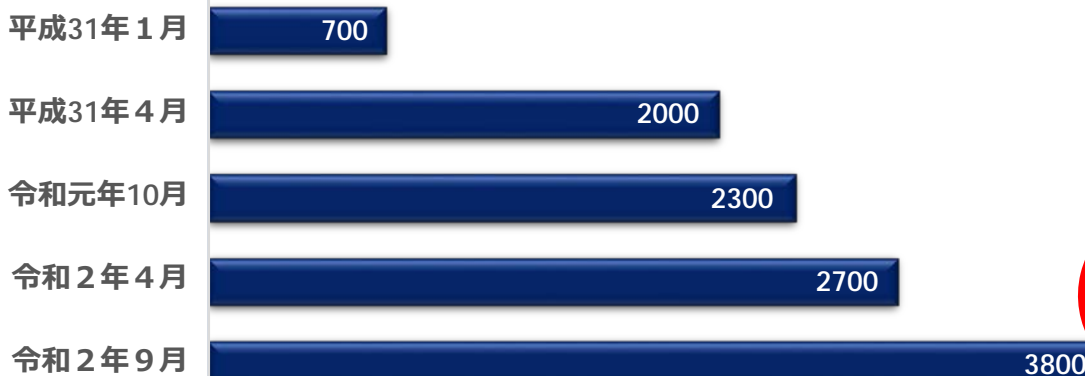 平成31年１月 700
平成31年４月 2000
令和元年10月 2300
令和２年４月 2700
令和２年９月 3800